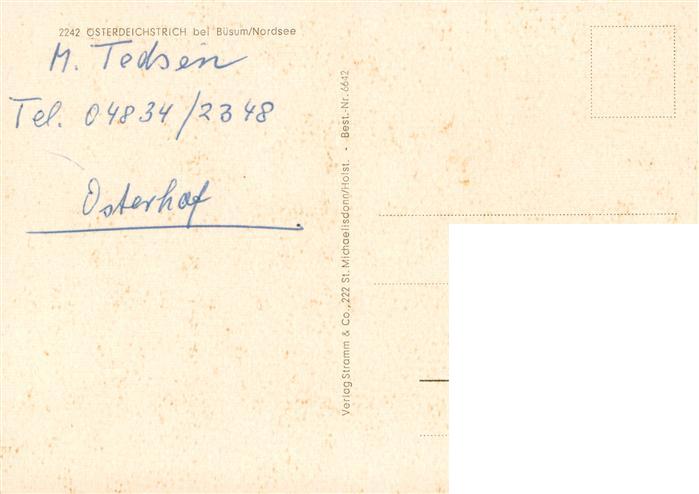 2242 OSTERDEICHSTRICH bei Büsum/Nordsee
M. Tedsen
Tel. 04834/2348
Osterhof
Verlag Stramm & Co., 222 St. Michaelisdonn/Holst. - Best.-Nr. 6642